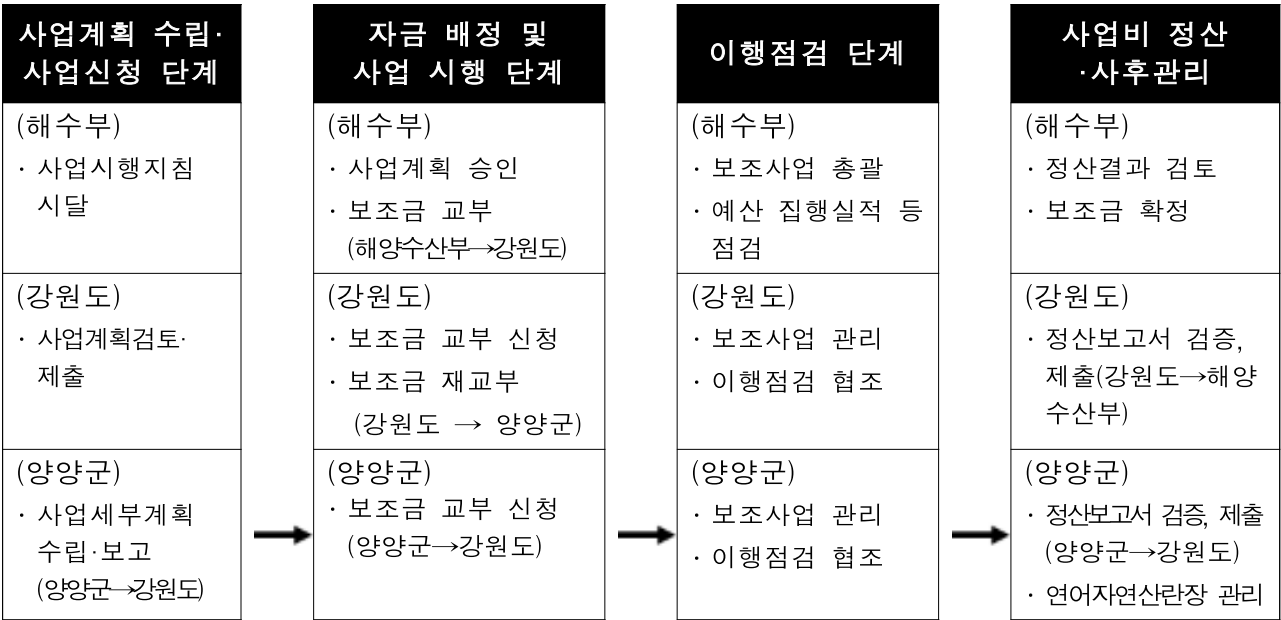 사업계획 수립·
사업신청 단계
(해수부)
· 사업시행지침
시달
(강원도)
· 사업계획검토·
제출
(양양군)
· 사업세부계획
수립·보고
(양양군→강원도)
자금 배정 및
사업 시행 단계
(해수부)
· 사업계획 승인
· 보조금 교부
(해양수산부→강원도)
(강원도)
· 보조금 교부 신청
· 보조금 재교부
(강원도 → 양양군)
(양양군)
· 보조금 교부 신청
(양양군→강원도)
이행점검 단계
(해수부)
· 보조사업 총괄
· 예산 집행실적 등
점검
(강원도)
· 보조사업 관리
· 이행점검 협조
(양양군)
· 보조사업 관리
· 이행점검 협조
사업비 정산
·사후관리
(해수부)
· 정산결과 검토
· 보조금 확정
(강원도)
· 정산보고서 검증,
제출(강원도→해양
수산부)
(양양군)
· 정산보고서 검증, 제출
(양양군→강원도)
· 연어자연산란장 관리